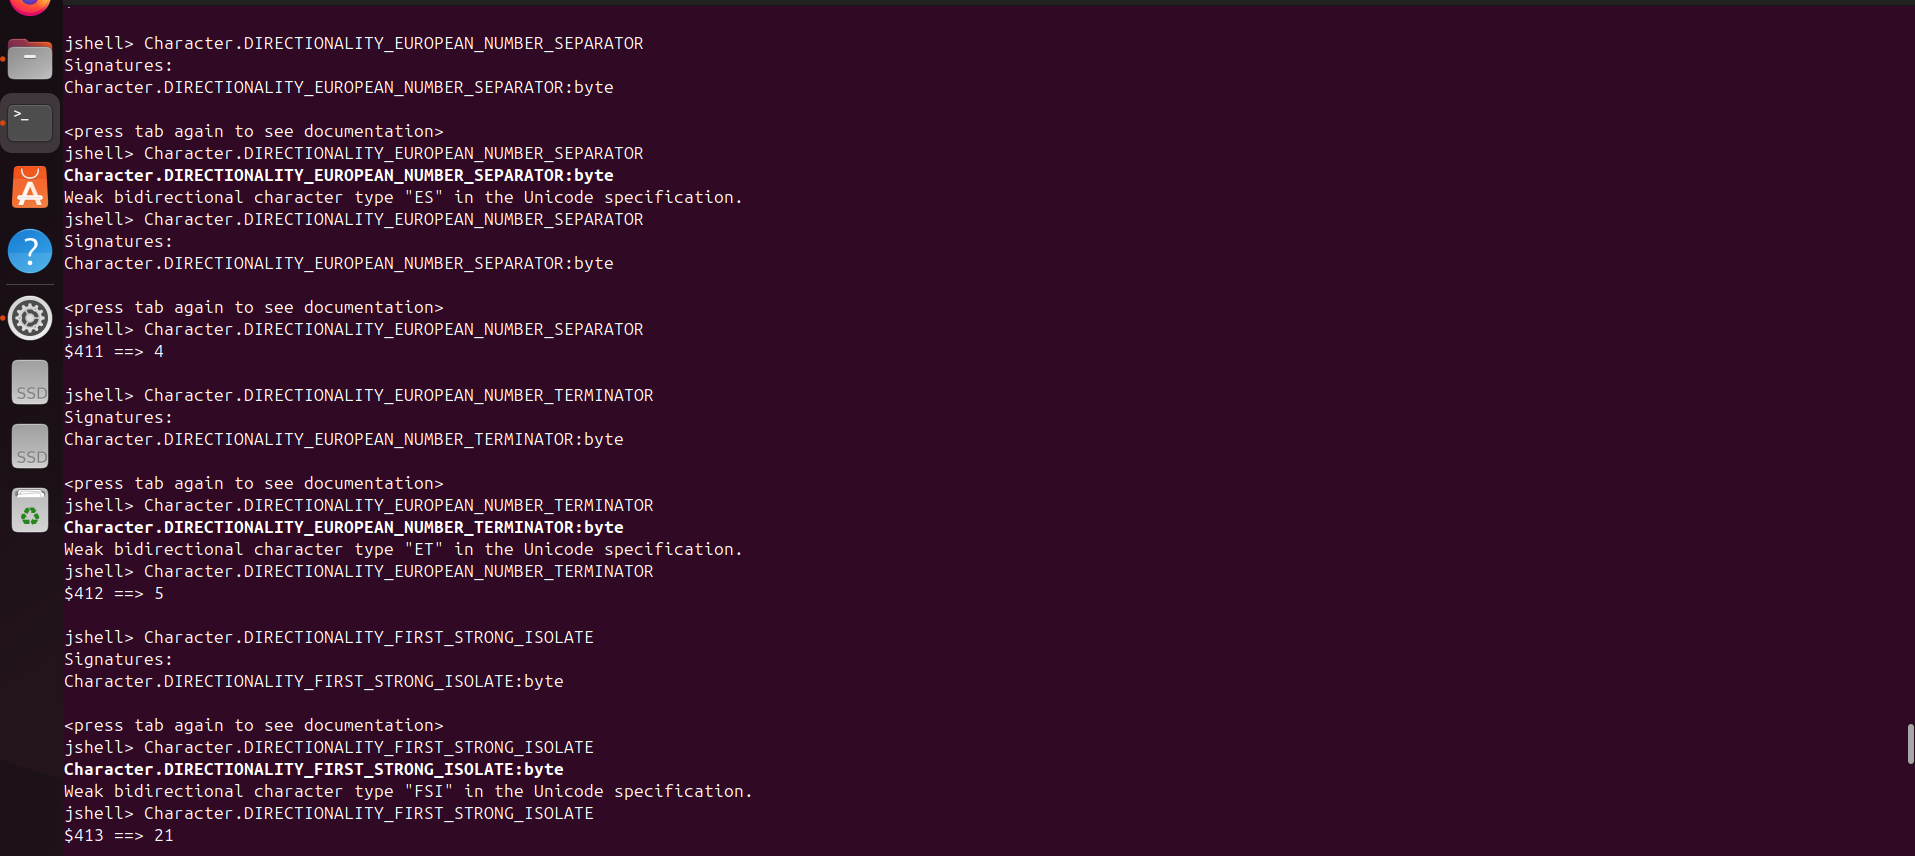 jshell> Character.DIRECTIONALITY_EUROPEAN_NUMBER_SEPARATOR
Signatures:
Character.DIRECTIONALITY_EUROPEAN_NUMBER_SEPARATOR:byte
<press tab again to see documentation>
jshell> Character.DIRECTIONALITY_EUROPEAN_NUMBER_SEPARATOR
Character.DIRECTIONALITY_EUROPEAN_NUMBER_SEPARATOR:byte
Weak bidirectional character type "ES" in the Unicode specification.
jshell> Character.DIRECTIONALITY_EUROPEAN_NUMBER_SEPARATOR
Signatures:
Character.DIRECTIONALITY_EUROPEAN_NUMBER_SEPARATOR:byte
<press tab again to see documentation>
jshell> Character.DIRECTIONALITY_EUROPEAN_NUMBER_SEPARATOR
$411 ==> 4
jshell> Character.DIRECTIONALITY_EUROPEAN_NUMBER_TERMINATOR
Signatures:
Character.DIRECTIONALITY_EUROPEAN_NUMBER_TERMINATOR:byte
<press tab again to see documentation>
jshell> Character.DIRECTIONALITY_EUROPEAN_NUMBER_TERMINATOR
Character.DIRECTIONALITY_EUROPEAN_NUMBER_TERMINATOR:byte
Weak bidirectional character type "ET" in the Unicode specification.
jshell> Character.DIRECTIONALITY_EUROPEAN_NUMBER_TERMINATOR
$412 ==> 5
jshell> Character.DIRECTIONALITY_FIRST_STRONG_ISOLATE
Signatures:
Character.DIRECTIONALITY_FIRST_STRONG_ISOLATE:byte
<press tab again to see documentation>
jshell> Character.DIRECTIONALITY_FIRST_STRONG_ISOLATE
Character.DIRECTIONALITY_FIRST_STRONG_ISOLATE:byte
Weak bidirectional character type "FSI" in the Unicode specification.
jshell> Character.DIRECTIONALITY_FIRST_STRONG_ISOLATE
$413 ==> 21
>_
A
?
SSD
SSD